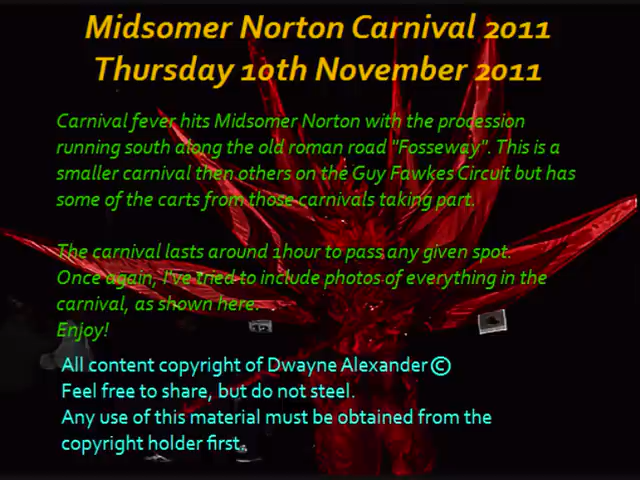 Midsomer Norton Carnival 2011
Thursday 10th November 2011
Carnival fever hits Midsomer Norton with the procession
running south along the old roman road "Fosseway". This is a
smaller carnival then others on the Guy Fawkes Circuit but has
some of the carts from those carnivals taking part.
The carnival lasts around 1hour to pass any given spot.
Once again, I've tried to include photos of everything in the
carnival, as shown here.
Enjoy!
All content copyright of Dwayne Alexander ©
Feel free to share, but do not steel.
Any use of this material must be obtained from the
copyright holder first.